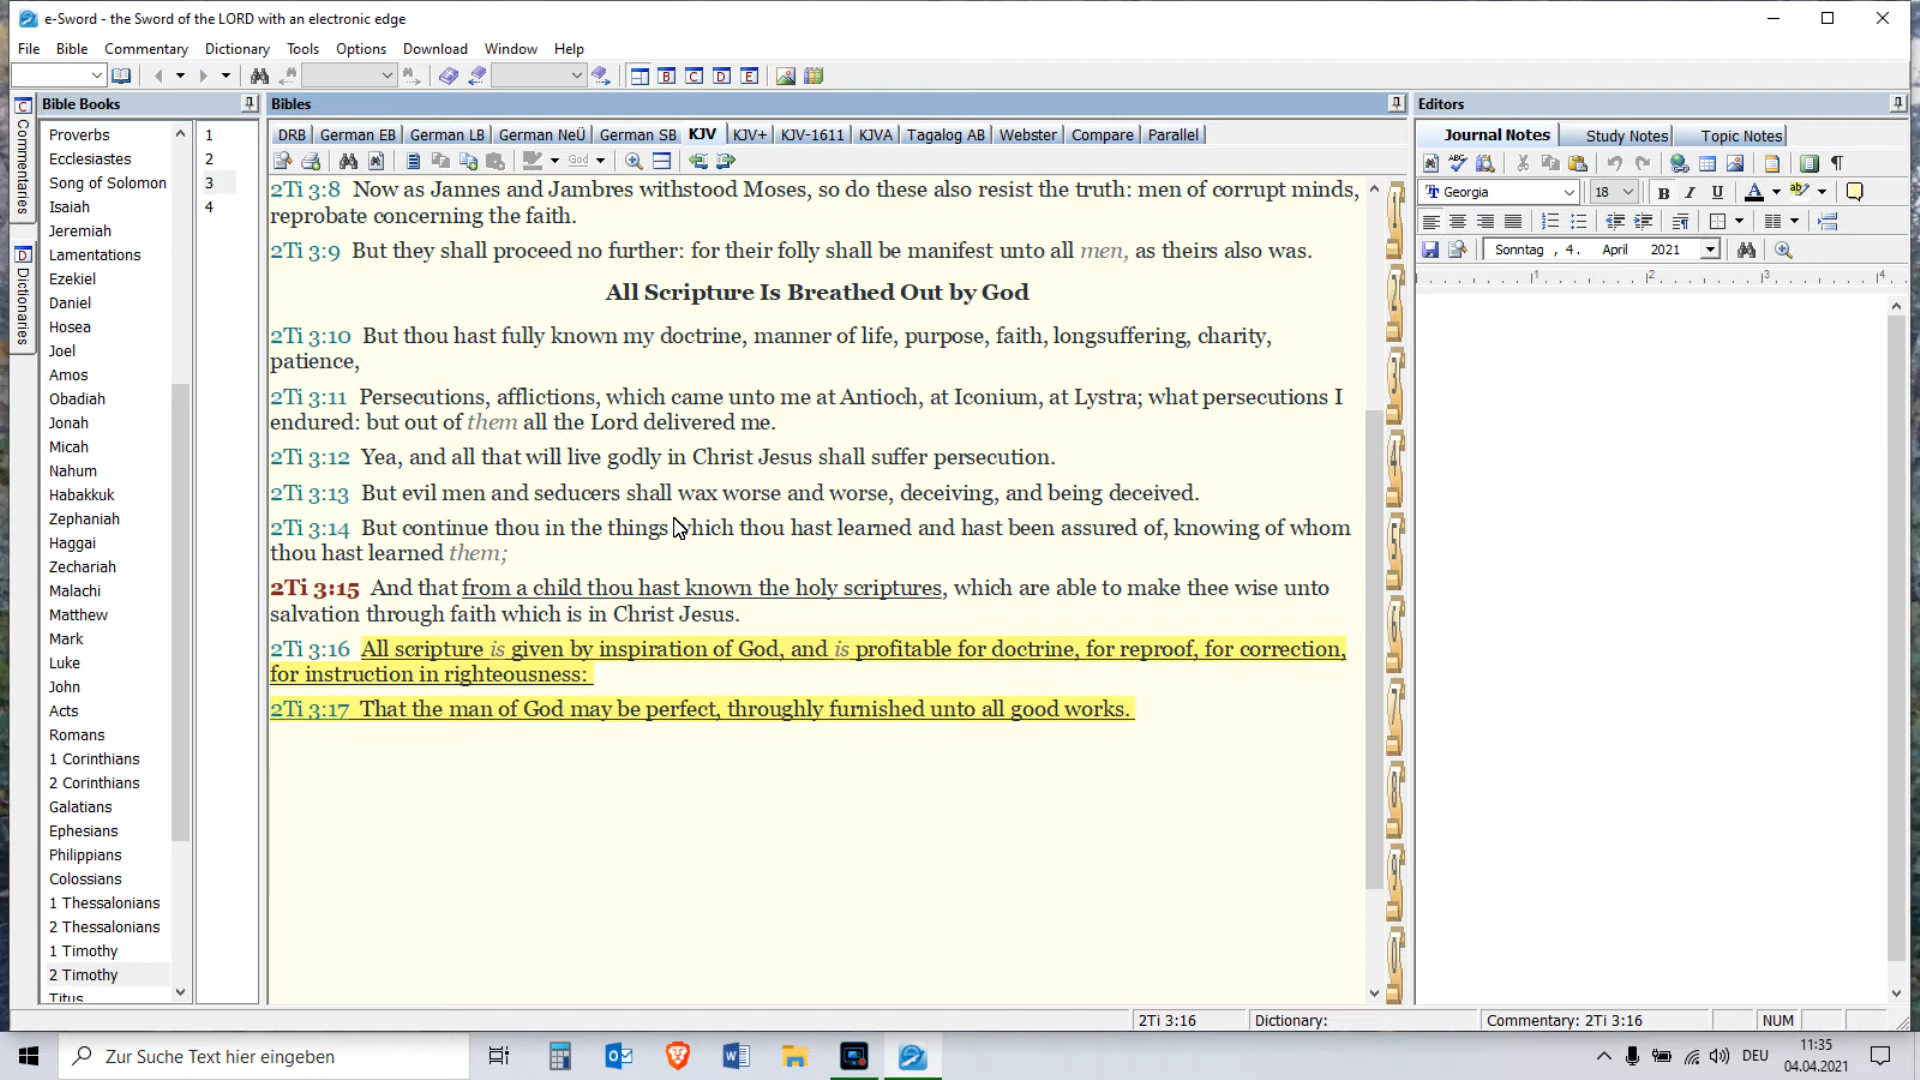 e-Sword - the Sword of the LORD with an electronic edge
File Bible Commentary Dictionary Tools Options Download Window Help
B C D E
Bible Books
Bibles
Editors
C Commentaries
D Dictionaries
Proverbs
Ecclesiastes
Song of Solomon
Isaiah
Jeremiah
Lamentations
Ezekiel
Daniel
Hosea
Joel
Amos
Obadiah
Jonah
Micah
Nahum
Habakkuk
Zephaniah
Haggai
Zechariah
Malachi
Matthew
Mark
Luke
John
Acts
Romans
1 Corinthians
2 Corinthians
Galatians
Ephesians
Philippians
Colossians
1 Thessalonians
2 Thessalonians
1 Timothy
2 Timothy
Titus
1
2
3
4
DRB German EB German LB German NeÜ German SB KJV KJV+ KJV-1611 KJVA Tagalog AB Webster Compare Parallel
God
2Ti 3:8 Now as Jannes and Jambres withstood Moses, so do these also resist the truth: men of corrupt minds,
reprobate concerning the faith.
2Ti 3:9 But they shall proceed no further: for their folly shall be manifest unto all men, as theirs also was.
All Scripture Is Breathed Out by God
2Ti 3:10 But thou hast fully known my doctrine, manner of life, purpose, faith, longsuffering, charity,
patience,
2Ti 3:11 Persecutions, afflictions, which came unto me at Antioch, at Iconium, at Lystra; what persecutions I
endured: but out of them all the Lord delivered me.
2Ti 3:12 Yea, and all that will live godly in Christ Jesus shall suffer persecution.
2Ti 3:13 But evil men and seducers shall wax worse and worse, deceiving, and being deceived.
2Ti 3:14 But continue thou in the things which thou hast learned and hast been assured of, knowing of whom
thou hast learned them;
2Ti 3:15 And that from a child thou hast known the holy scriptures, which are able to make thee wise unto
salvation through faith which is in Christ Jesus.
2Ti 3:16 All scripture is given by inspiration of God, and is profitable for doctrine, for reproof, for correction,
for instruction in righteousness:
2Ti 3:17 That the man of God may be perfect, throughly furnished unto all good works.
1
2
3
4
5
6
7
8
9
0
Journal Notes Study Notes Topic Notes
ABC
Georgia 18 B I U A ab
Sonntag , 4. April 2021
1 2 3 4
2Ti 3:16 Dictionary: Commentary: 2Ti 3:16 NUM
Zur Suche Text hier eingeben
DEU
11:35
04.04.2021